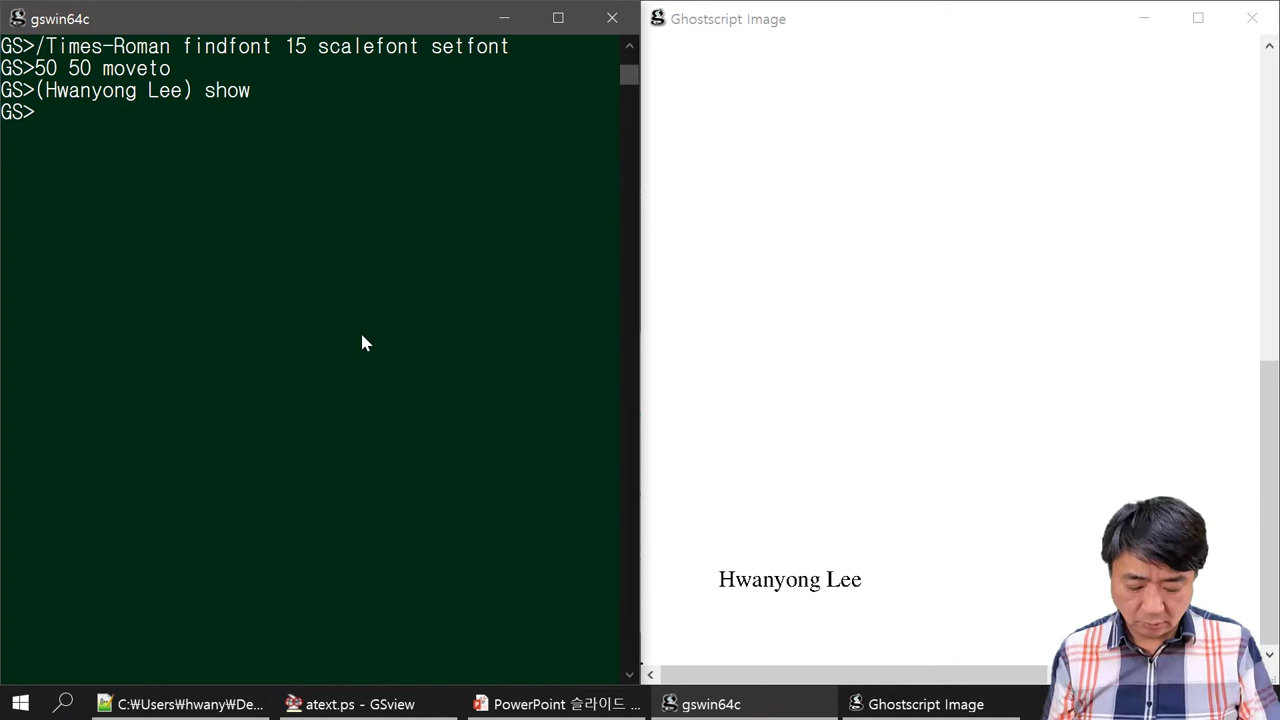 gswin64c
GS>/Times-Roman findfont 15 scalefont setfont
GS>50 50 moveto
GS>(Hwanyong Lee) show
GS>
Ghostscript Image
Hwanyong Lee
C:₩Users₩hwany₩De...
atext.ps - GSview
PowerPoint 슬라이드 ...
gswin64c
Ghostscript Image